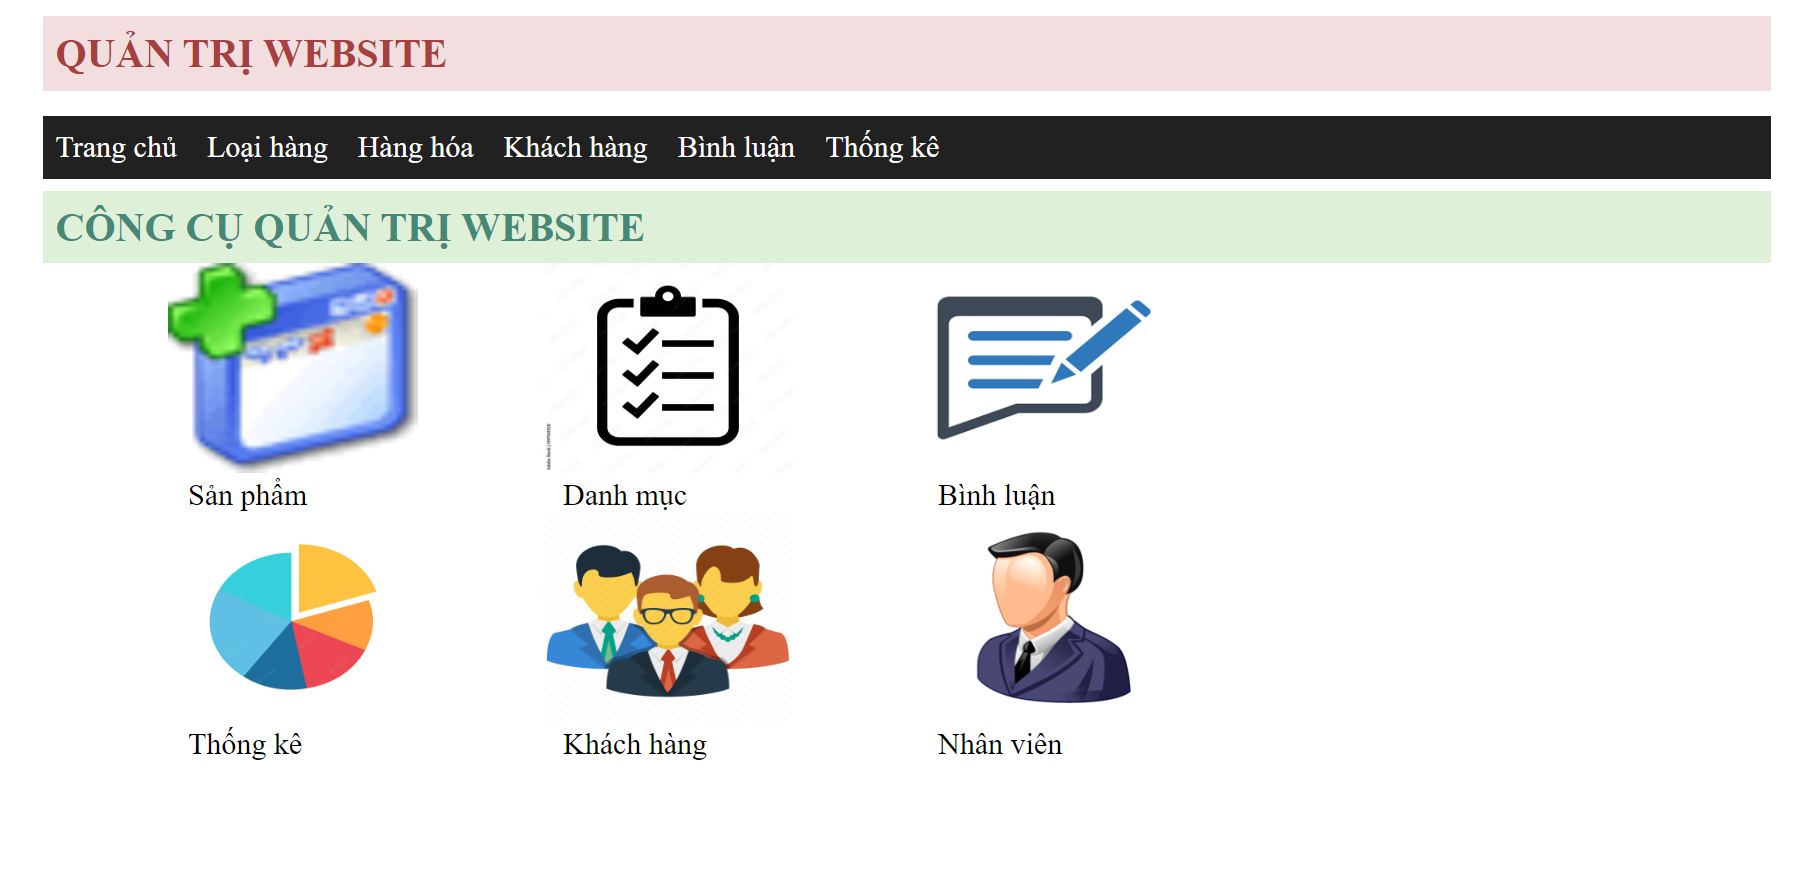 QUẢN TRỊ WEBSITE
Trang chủ Loại hàng Hàng hóa Khách hàng Bình luận Thống kê
CÔNG CỤ QUẢN TRỊ WEBSITE
Sản phẩm Danh mục Bình luận
Thống kê Khách hàng Nhân viên